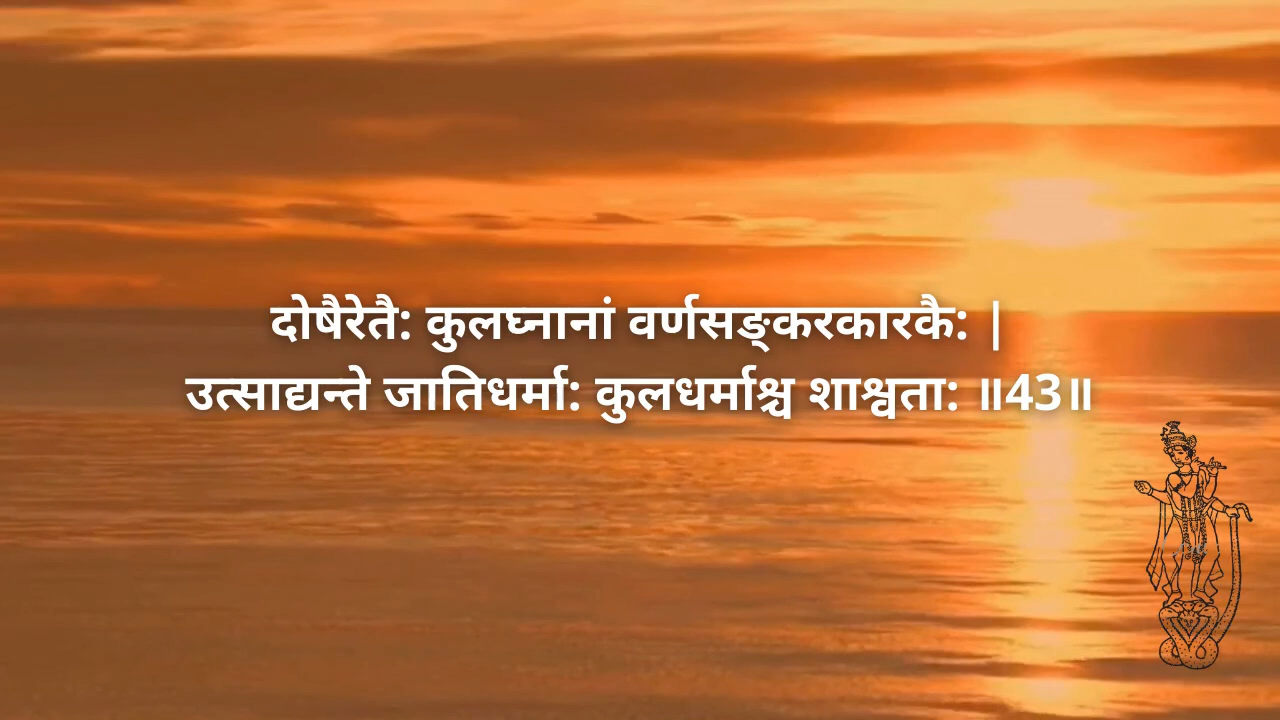 दोषैरेतै: कुलघ्नानां वर्णसङ्करकारकै: |
उत्साद्यन्ते जातिधर्मा: कुलधर्माश्च शाश्वता: ॥43॥